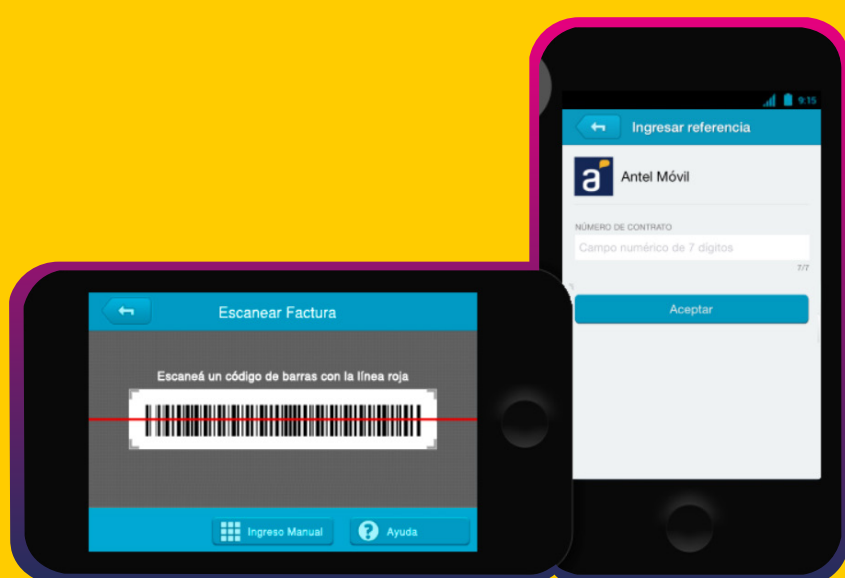 9:15
Ingresar referencia
a
Antel Móvil
NÚMERO DE CONTRATO
Campo numérico de 7 dígitos
7/7
Aceptar
Escanear Factura
Escaneá un código de barras con la línea roja
Ingreso Manual
? Ayuda